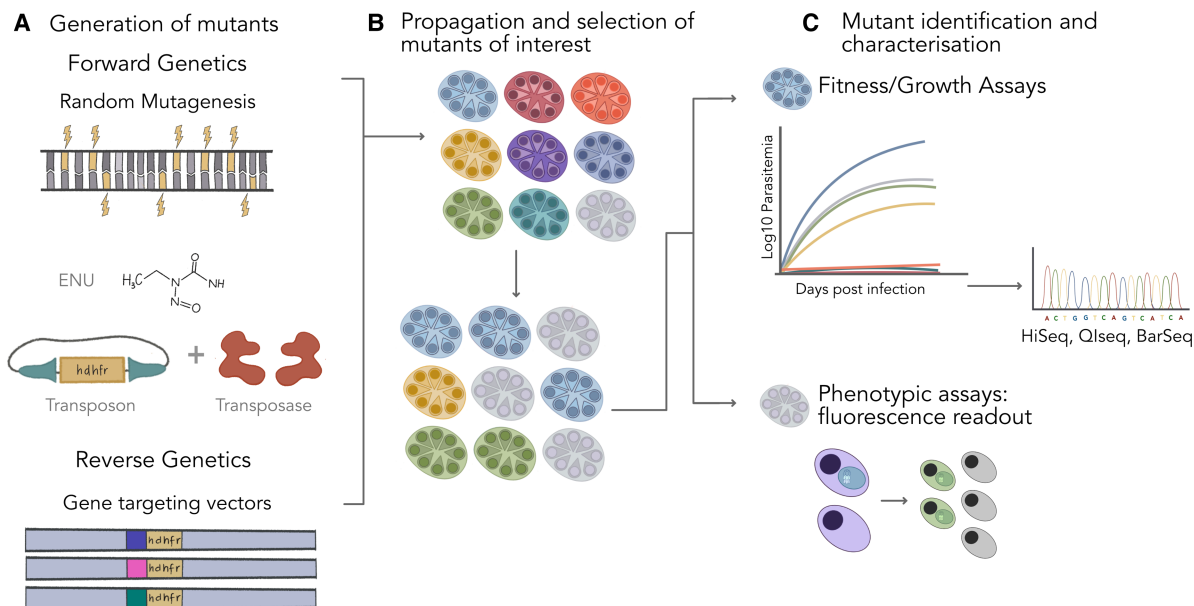 A Generation of mutants
Forward Genetics
Random Mutagenesis
ENU
H₃C
N
O
NH
N=O
hdhfr
+
Transposon
Transposase
Reverse Genetics
Gene targeting vectors
hdhfr
hdhfr
hdhfr
B Propagation and selection of
mutants of interest
C Mutant identification and
characterisation
Fitness/Growth Assays
Log10 Parasitemia
Days post infection
A C T G G T C A G T C A T C A
HiSeq, QIseq, BarSeq
Phenotypic assays:
fluorescence readout